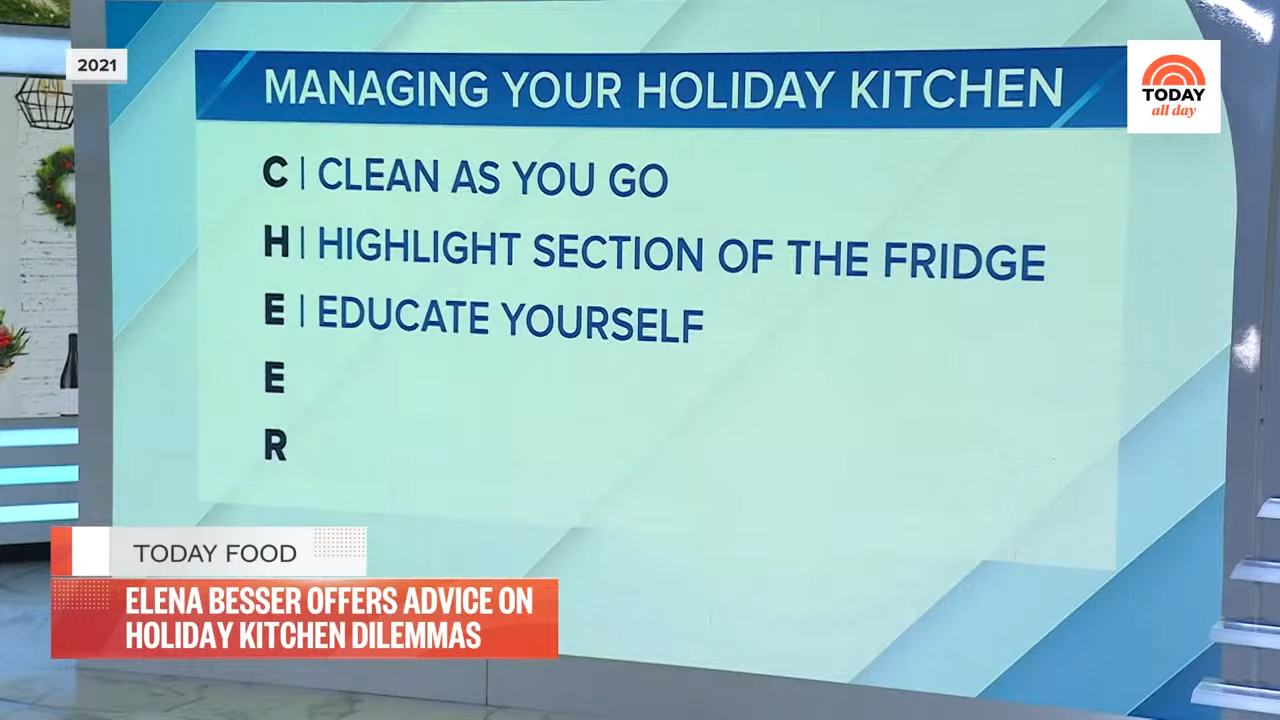 2021
MANAGING YOUR HOLIDAY KITCHEN
TODAY
all day
C | CLEAN AS YOU GO
H | HIGHLIGHT SECTION OF THE FRIDGE
E | EDUCATE YOURSELF
E
R
TODAY FOOD
ELENA BESSER OFFERS ADVICE ON
HOLIDAY KITCHEN DILEMMAS